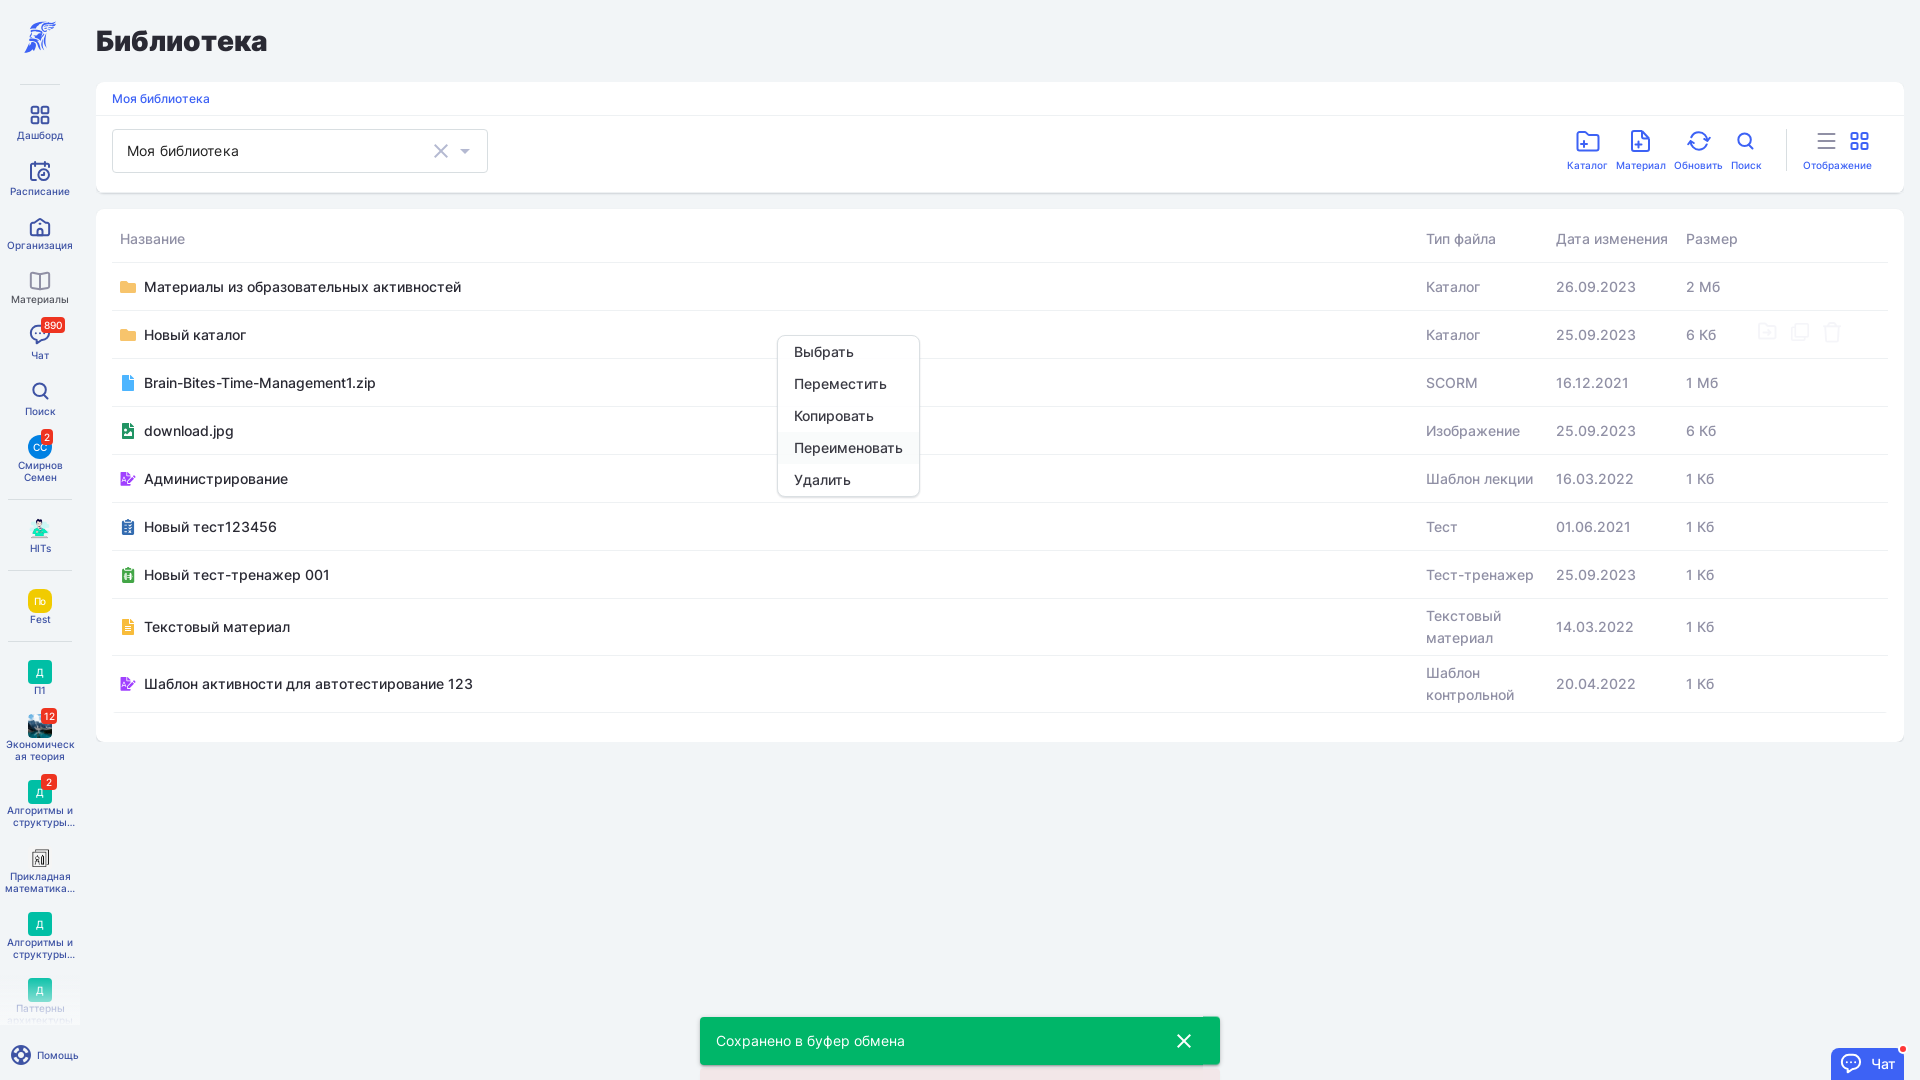 Библиотека
Моя библиотека
Моя библиотека
Каталог
Материал
Обновить
Поиск
Отображение
Дашборд
Расписание
Организация
Материалы
890
Чат
Поиск
СС
2
Смирнов
Семен
HITs
По
Fest
Д
П1
12
Экономическ
ая теория
Д
2
Алгоритмы и
структуры...
Прикладная
математика...
Д
Алгоритмы и
структуры...
Д
Паттерны
архитектуры
Помощь
Название Тип файла Дата изменения Размер
Материалы из образовательных активностей Каталог 26.09.2023 2 Мб
Новый каталог Каталог 25.09.2023 6 Кб
Brain-Bites-Time-Management1.zip SCORM 16.12.2021 1 Мб
download.jpg Изображение 25.09.2023 6 Кб
Администрирование Шаблон лекции 16.03.2022 1 Кб
Новый тест123456 Тест 01.06.2021 1 Кб
Новый тест-тренажер 001 Тест-тренажер 25.09.2023 1 Кб
Текстовый материал Текстовый
материал 14.03.2022 1 Кб
Шаблон активности для автотестирование 123 Шаблон
контрольной 20.04.2022 1 Кб
Выбрать
Переместить
Копировать
Переименовать
Удалить
Сохранено в буфер обмена
Чат